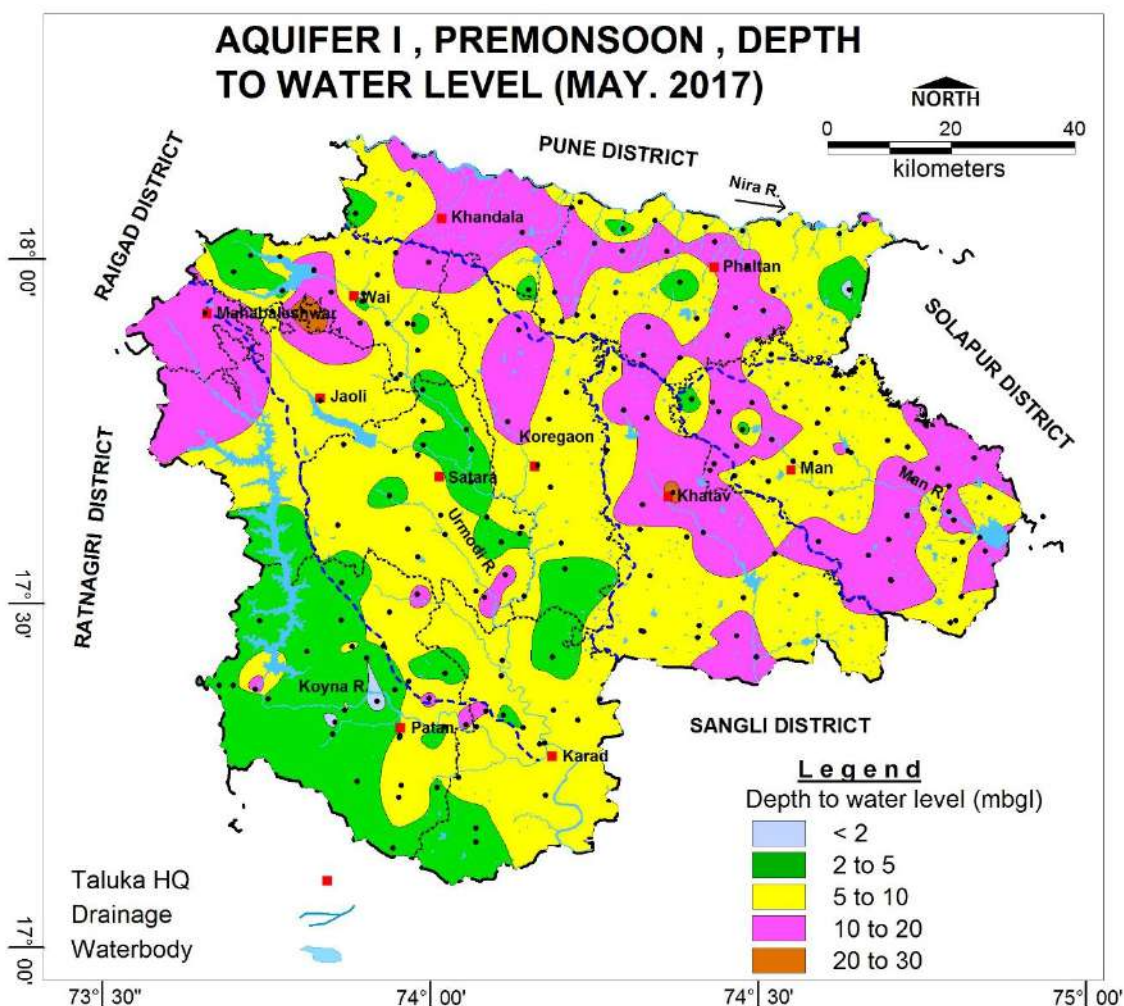 AQUIFER I , PREMONSOON , DEPTH
TO WATER LEVEL (MAY. 2017)
NORTH
0 20 40
kilometers
PUNE DISTRICT
RAIGAD DISTRICT
Nira R.
Khandala
18° 00'
Phaltan
Wai
Mahabaleshwar
SOLAPUR DISTRICT
Jaoli
Koregaon
Satara
Man
Man R.
Khatav
RATNAGIRI DISTRICT
Urmodi R.
17° 30'
Koyna R.
Patan
SANGLI DISTRICT
Karad
Legend
Depth to water level (mbgl)
< 2
2 to 5
5 to 10
10 to 20
20 to 30
Taluka HQ
Drainage
Waterbody
17° 00'
73° 30' 74° 00' 74° 30' 75° 00'